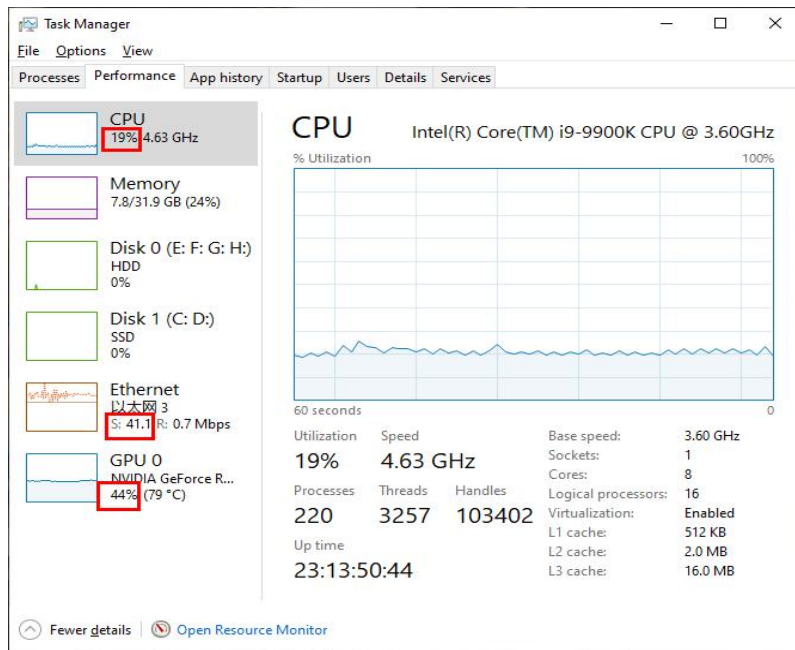 Task Manager
File Options View
Processes Performance App history Startup Users Details Services
CPU
19% 4.63 GHz
Memory
7.8/31.9 GB (24%)
Disk 0 (E: F: G: H:)
HDD
0%
Disk 1 (C: D:)
SSD
0%
Ethernet
以太网 3
S: 41.1 R: 0.7 Mbps
GPU 0
NVIDIA GeForce R...
44% (79 °C)
CPU Intel(R) Core(TM) i9-9900K CPU @ 3.60GHz
% Utilization 100%
60 seconds 0
Utilization Speed
19% 4.63 GHz
Processes Threads Handles
220 3257 103402
Up time
23:13:50:44
Base speed: 3.60 GHz
Sockets: 1
Cores: 8
Logical processors: 16
Virtualization: Enabled
L1 cache: 512 KB
L2 cache: 2.0 MB
L3 cache: 16.0 MB
Fewer details Open Resource Monitor